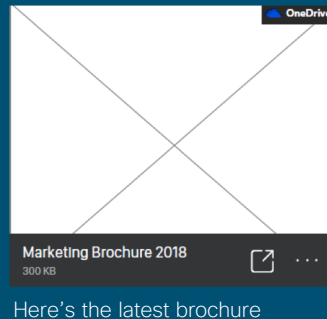 OneDrive
Marketing Brochure 2018
300 KB
Here's the latest brochure